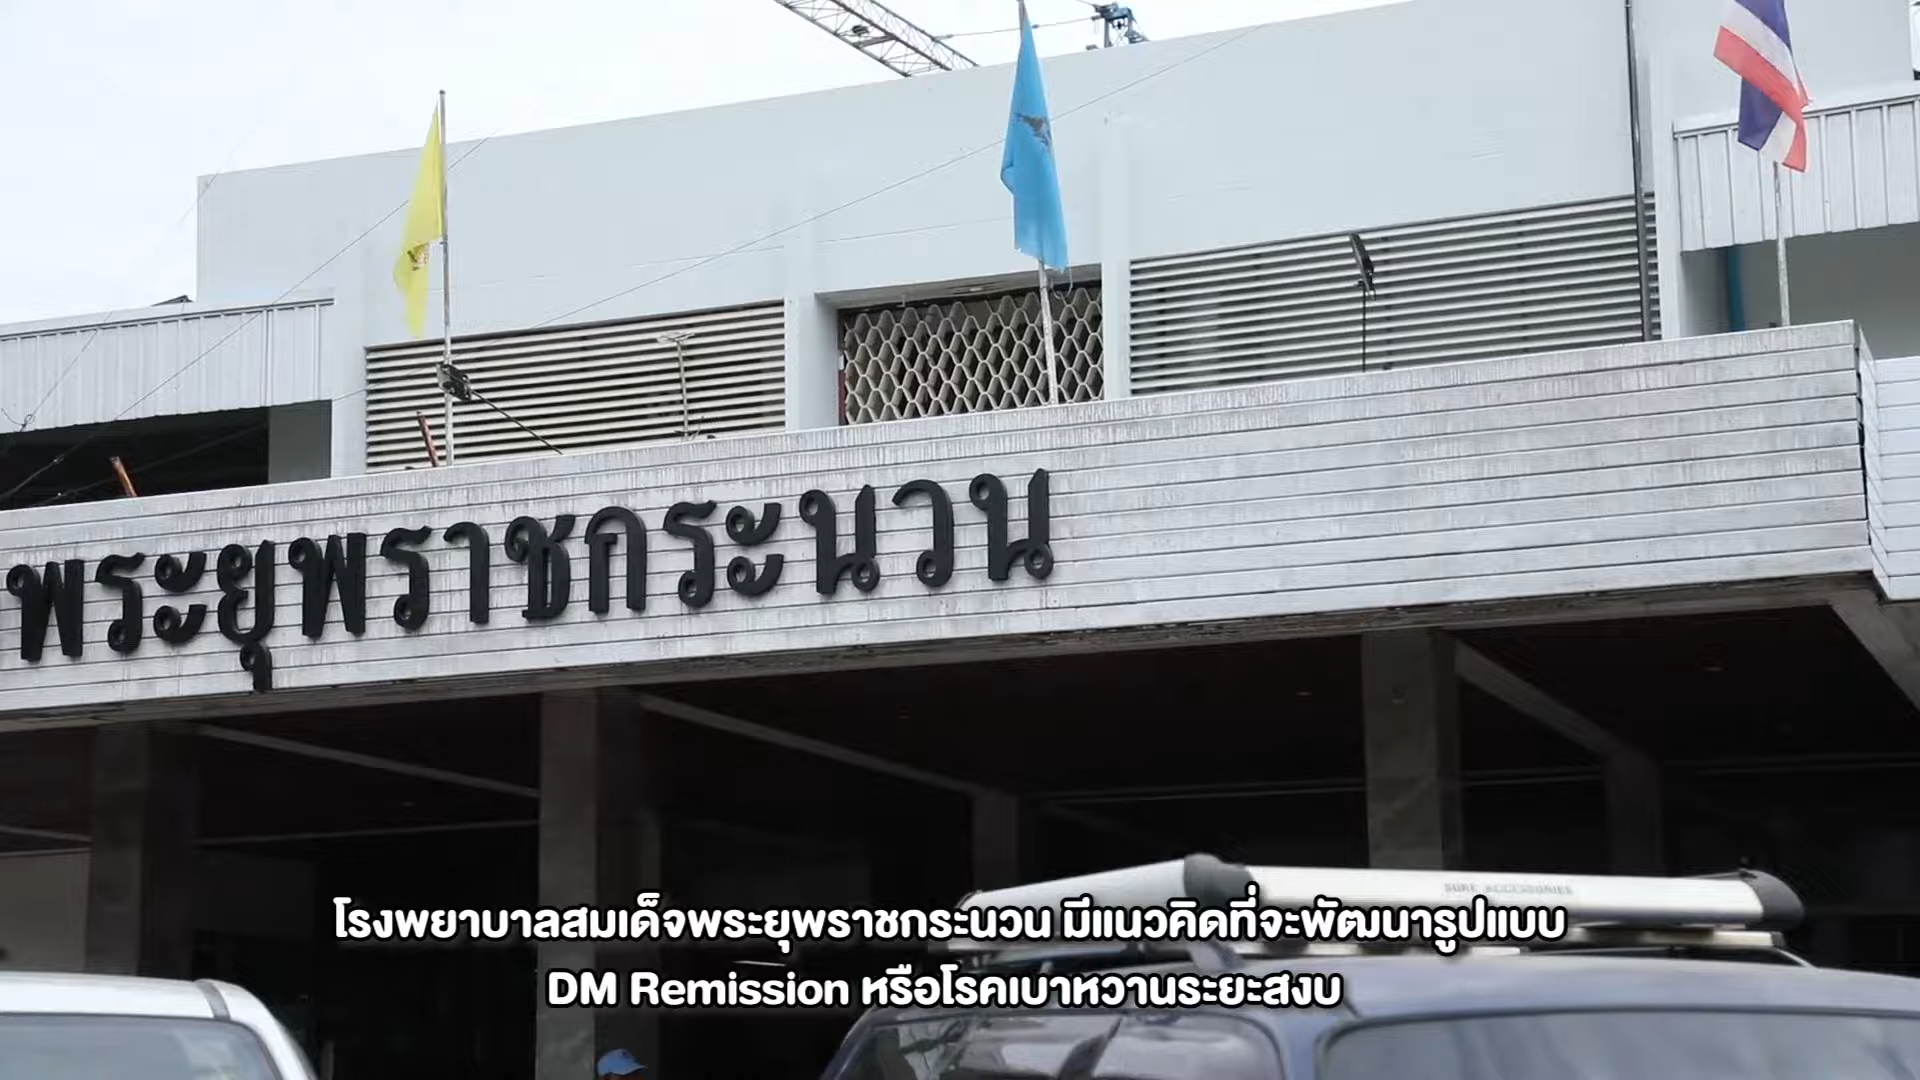 พระยุพราชกระนวน
SURE ACCESSORIES
โรงพยาบาลสมเด็จพระยุพราชกระนวน มีแนวคิดที่จะพัฒนารูปแบบ
DM Remission หรือโรคเบาหวานระยะสงบ